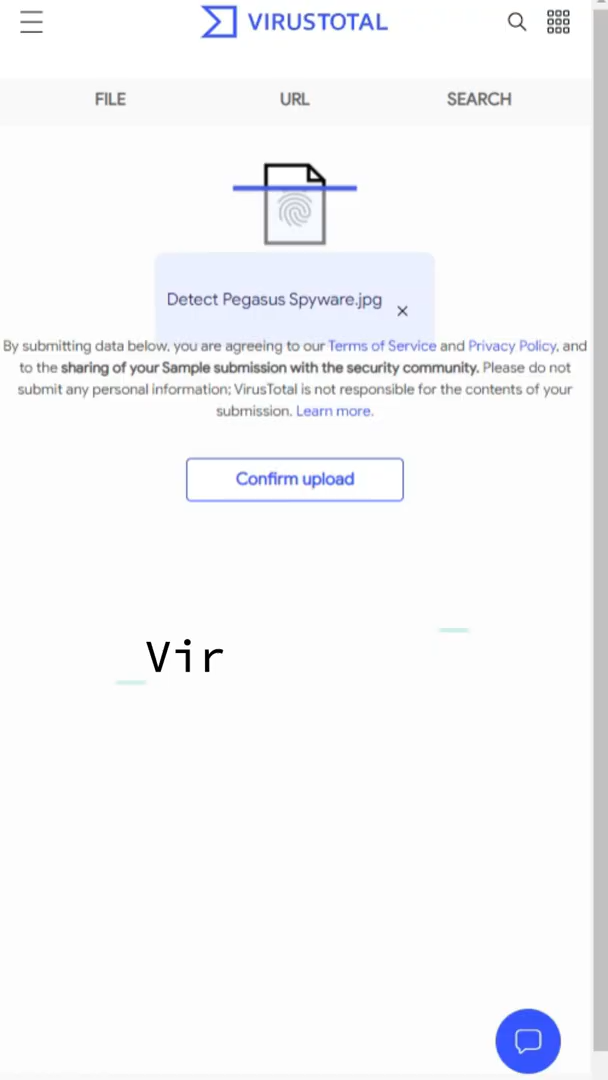 VIRUSTOTAL
FILE URL SEARCH
Detect Pegasus Spyware.jpg
By submitting data below, you are agreeing to our Terms of Service and Privacy Policy, and
to the sharing of your Sample submission with the security community. Please do not
submit any personal information; VirusTotal is not responsible for the contents of your
submission. Learn more.
Confirm upload
Vir